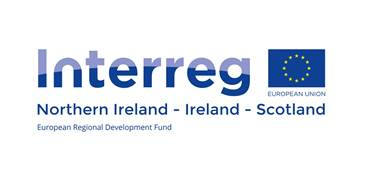 Interreg
EUROPEAN UNION
Northern Ireland - Ireland - Scotland
European Regional Development Fund